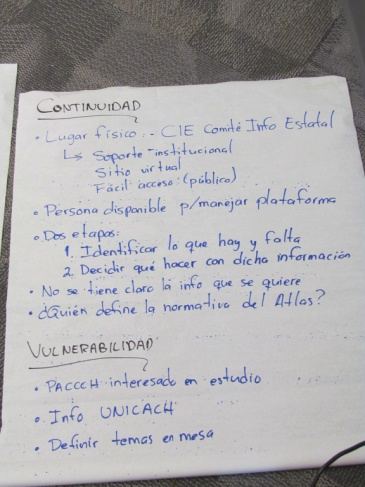 CONTINUIDAD
• Lugar físico :- CIE Comité Info Estatal
↳ Soporte institucional
Sitio virtual
Fácil acceso: (público)
• Persona disponible p/manejar plataforma
• Dos etapas:
1. Identificar lo que hay y falta
2. Decidir qué hacer con dicha información
• No se tiene claro la info que se quiere
• ¿Quién define la normativa del Atlas?
VULNERABILIDAD
• PACCCH interesado en estudio
• Info UNICACH
• Definir temas en mesa